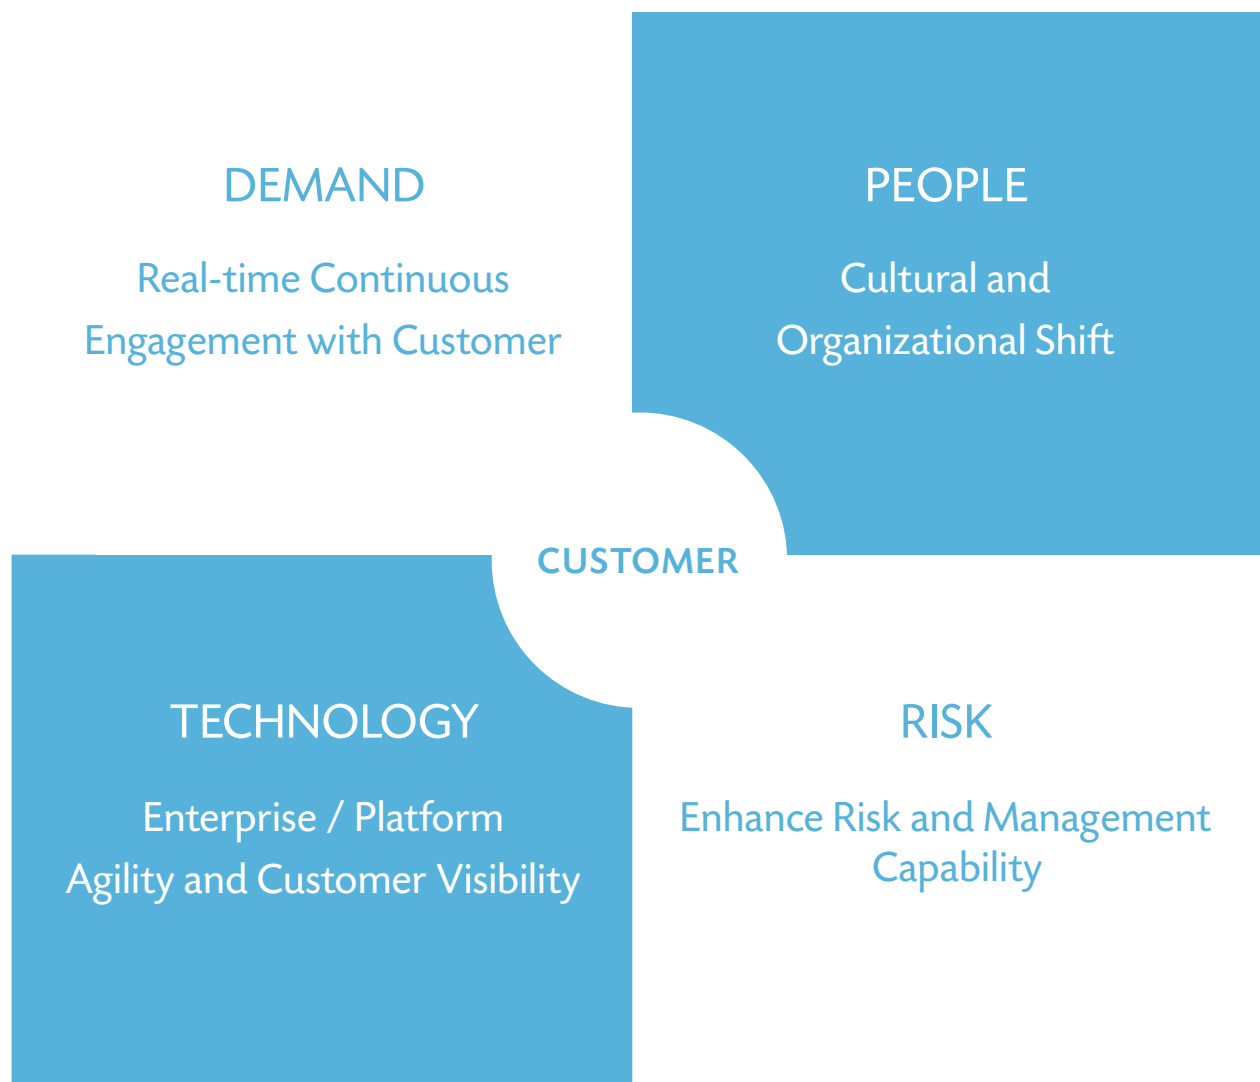 DEMAND
Real-time Continuous
Engagement with Customer
PEOPLE
Cultural and
Organizational Shift
CUSTOMER
TECHNOLOGY
Enterprise / Platform
Agility and Customer Visibility
RISK
Enhance Risk and Management
Capability